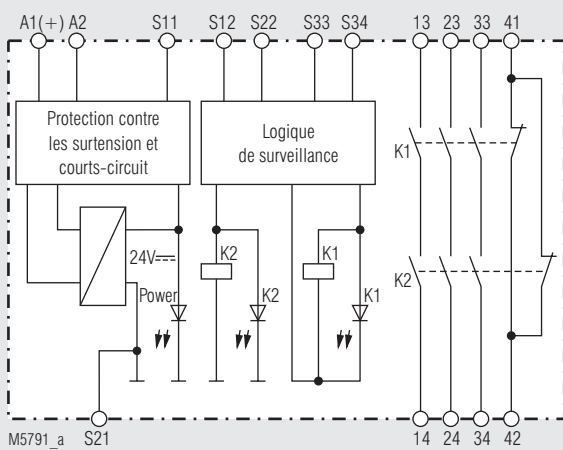 A1(+) A2 S11 S12 S22 S33 S34 13 23 33 41
Protection contre
les surtension et
courts-circuit
Logique
de surveillance
K1
24V
K2
K1
K2
Power
K2
K1
M5791_a
S21
14 24 34 42